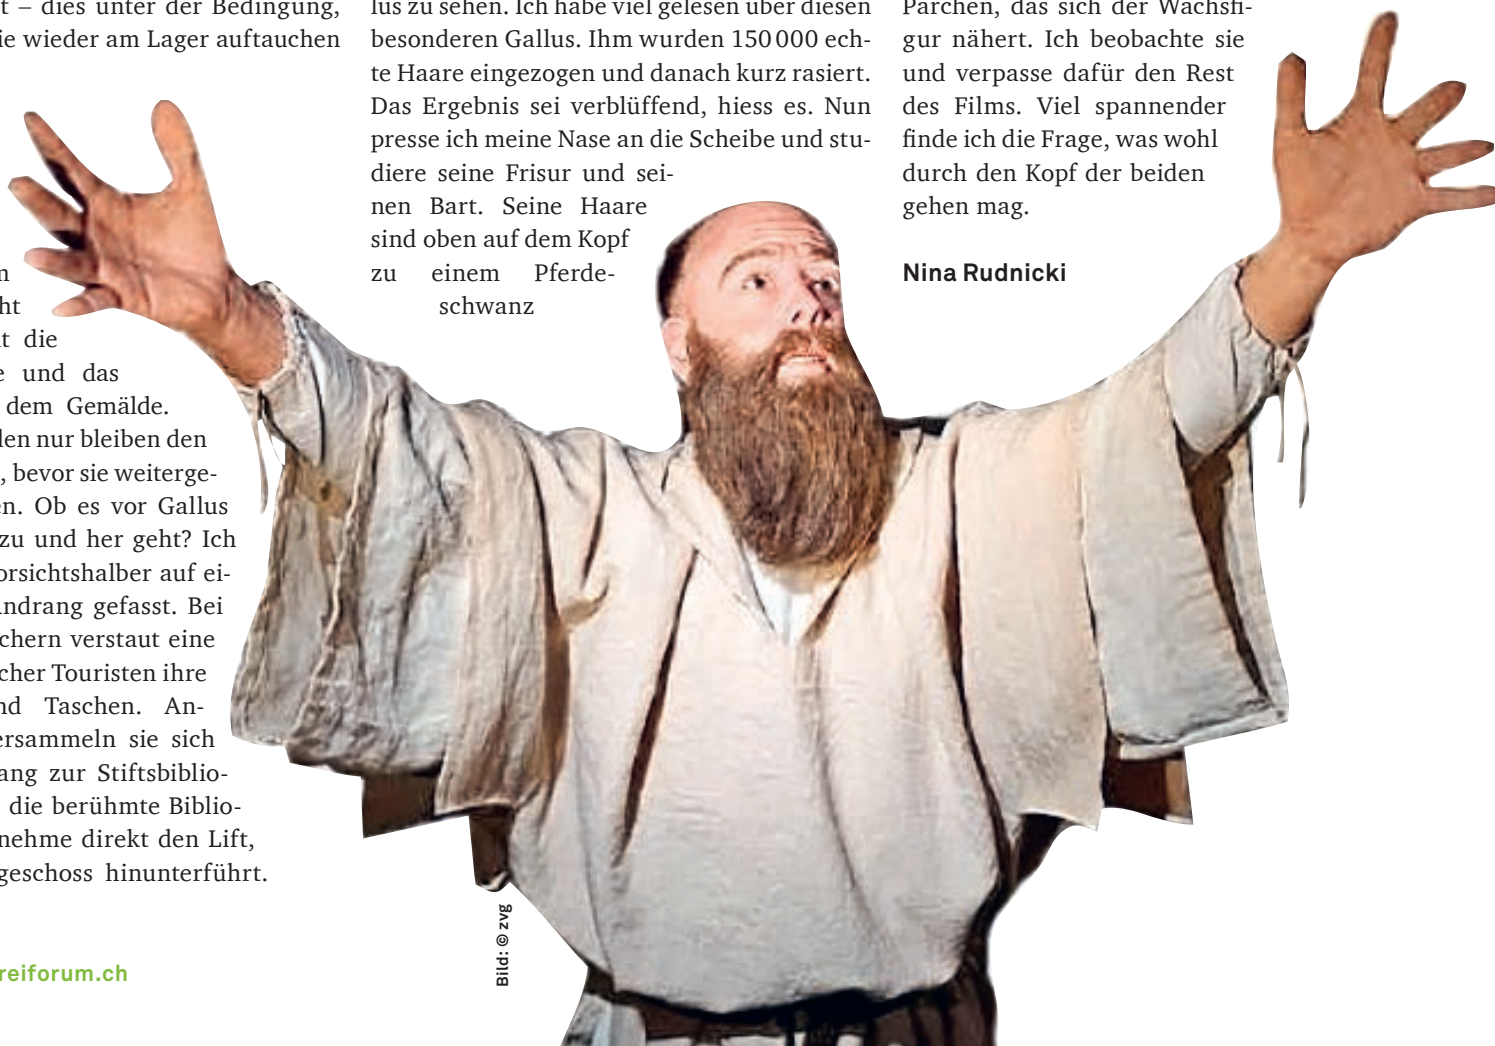 t – dies unter der Bedingung,
ie wieder am Lager auftauchen
ht
t die
e und das
dem Gemälde.
den nur bleiben den
, bevor sie weiterge-
en. Ob es vor Gallus
zu und her geht? Ich
orsichtshalber auf ei-
ndrang gefasst. Bei
chern verstaut eine
cher Touristen ihre
nd Taschen. An-
ersammeln sie sich
ang zur Stiftsbiblio-
die berühmte Biblio-
nehme direkt den Lift,
geschoss hinunterführt.
reiforum.ch
lus zu sehen. Ich habe viel gelesen über diesen
besonderen Gallus. Ihm wurden 150 000 ech-
te Haare eingezogen und danach kurz rasiert.
Das Ergebnis sei verblüffend, hiess es. Nun
presse ich meine Nase an die Scheibe und stu-
diere seine Frisur und sei-
nen Bart. Seine Haare
sind oben auf dem Kopf
zu einem Pferde-
schwanz
Bild: © zvg
Pärchen, das sich der Wachsfi-
gur nähert. Ich beobachte sie
und verpasse dafür den Rest
des Films. Viel spannender
finde ich die Frage, was wohl
durch den Kopf der beiden
gehen mag.
Nina Rudnicki